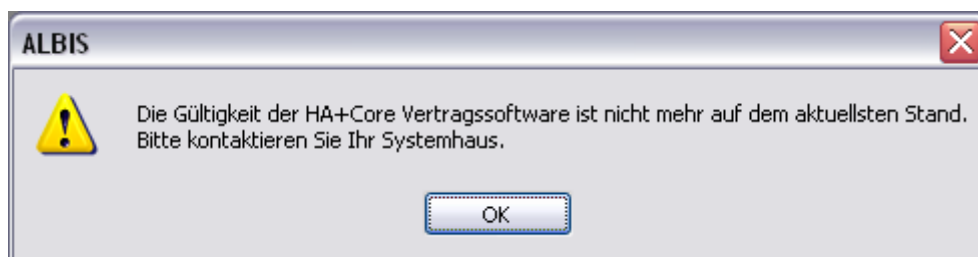 ALBIS
Die Gültigkeit der HA+Core Vertragssoftware ist nicht mehr auf dem aktuellsten Stand.
Bitte kontaktieren Sie Ihr Systemhaus.
OK